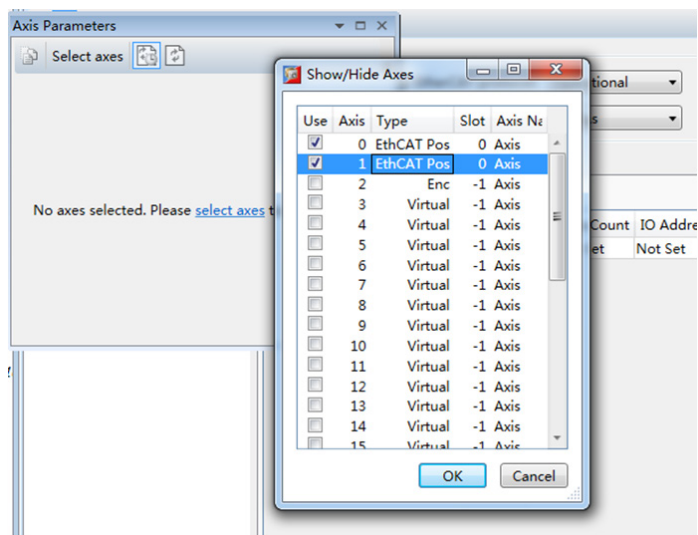 Axis Parameters
Select axes
No axes selected. Please select axes t
Show/Hide Axes
Use Axis Type Slot Axis Na
0 EthCAT Pos 0 Axis
1 EthCAT Pos 0 Axis
2 Enc -1 Axis
3 Virtual -1 Axis
4 Virtual -1 Axis
5 Virtual -1 Axis
6 Virtual -1 Axis
7 Virtual -1 Axis
8 Virtual -1 Axis
9 Virtual -1 Axis
10 Virtual -1 Axis
11 Virtual -1 Axis
12 Virtual -1 Axis
13 Virtual -1 Axis
14 Virtual -1 Axis
15 Virtual -1 Axis
OK Cancel
tional
s
Count IO Addre
et Not Set